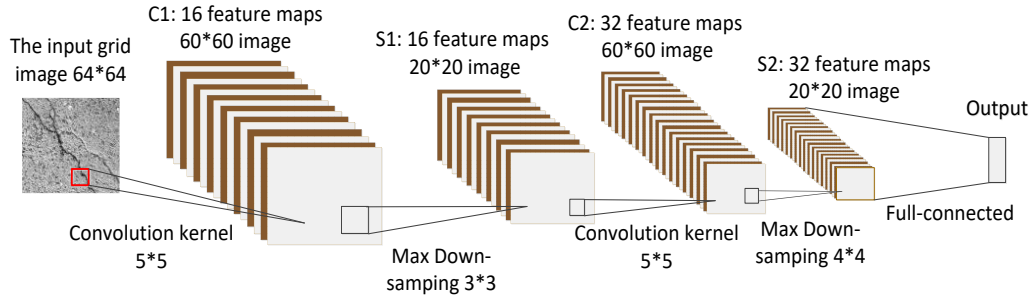 The input grid
image 64*64
C1: 16 feature maps
60*60 image
S1: 16 feature maps
20*20 image
C2: 32 feature maps
60*60 image
S2: 32 feature maps
20*20 image
Output
Convolution kernel
5*5
Max Down-
sampling 3*3
Convolution kernel
5*5
Max Down-
sampling 4*4
Full-connected